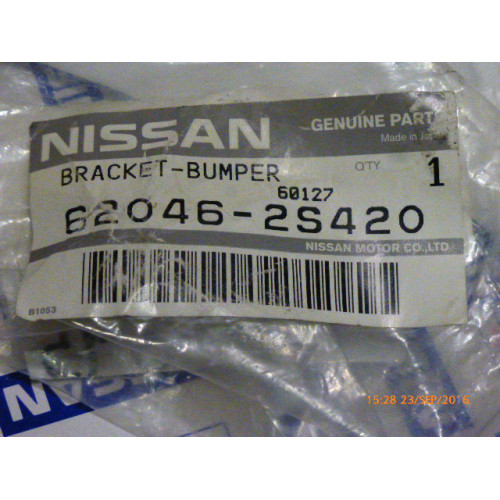 NISSAN
GENUINE PARTS
Made in Japan
BRACKET-BUMPER
QTY
1
60127
62046-2S420
NISSAN MOTOR CO.,LTD.
B1053
15:28 23/SEP/2016